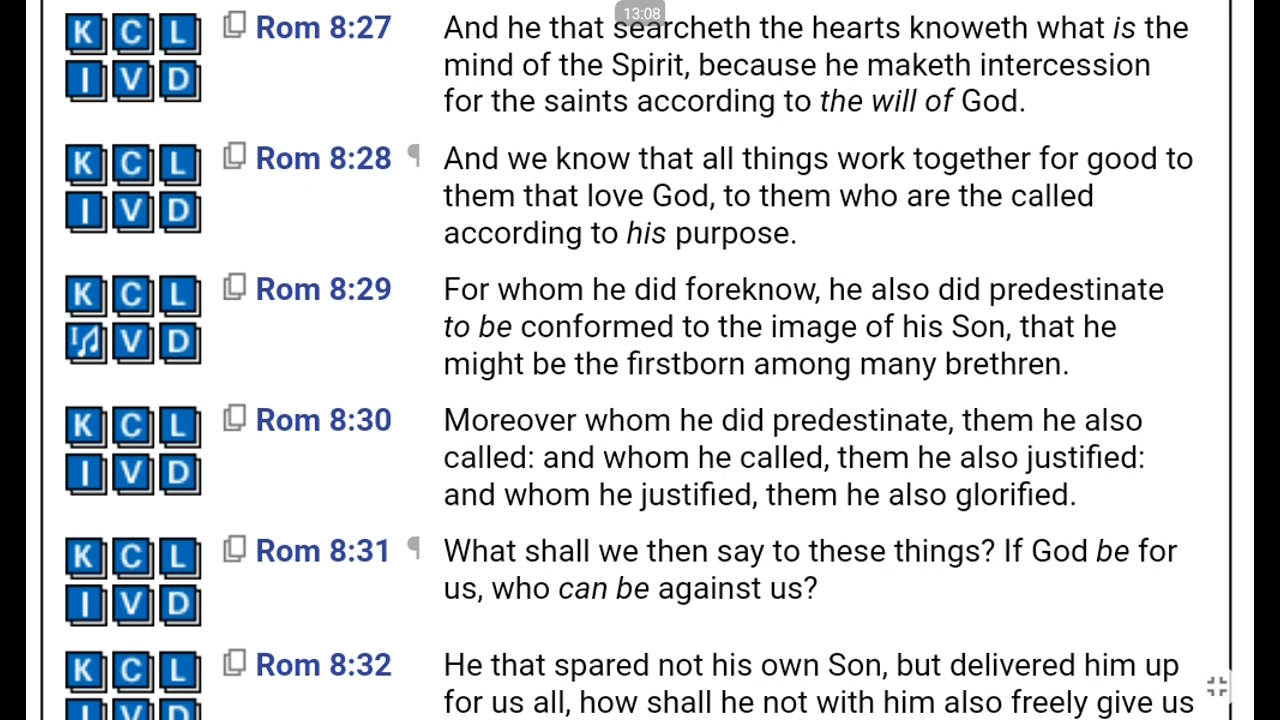 13:08
K C L Rom 8:27 And he that searcheth the hearts knoweth what is the
I V D mind of the Spirit, because he maketh intercession
for the saints according to the will of God.
K C L Rom 8:28 ¶ And we know that all things work together for good to
I V D them that love God, to them who are the called
according to his purpose.
K C L Rom 8:29 For whom he did foreknow, he also did predestinate
I V D to be conformed to the image of his Son, that he
might be the firstborn among many brethren.
K C L Rom 8:30 Moreover whom he did predestinate, them he also
I V D called: and whom he called, them he also justified:
and whom he justified, them he also glorified.
K C L Rom 8:31 ¶ What shall we then say to these things? If God be for
I V D us, who can be against us?
K C L Rom 8:32 He that spared not his own Son, but delivered him up
I V D for us all, how shall he not with him also freely give us